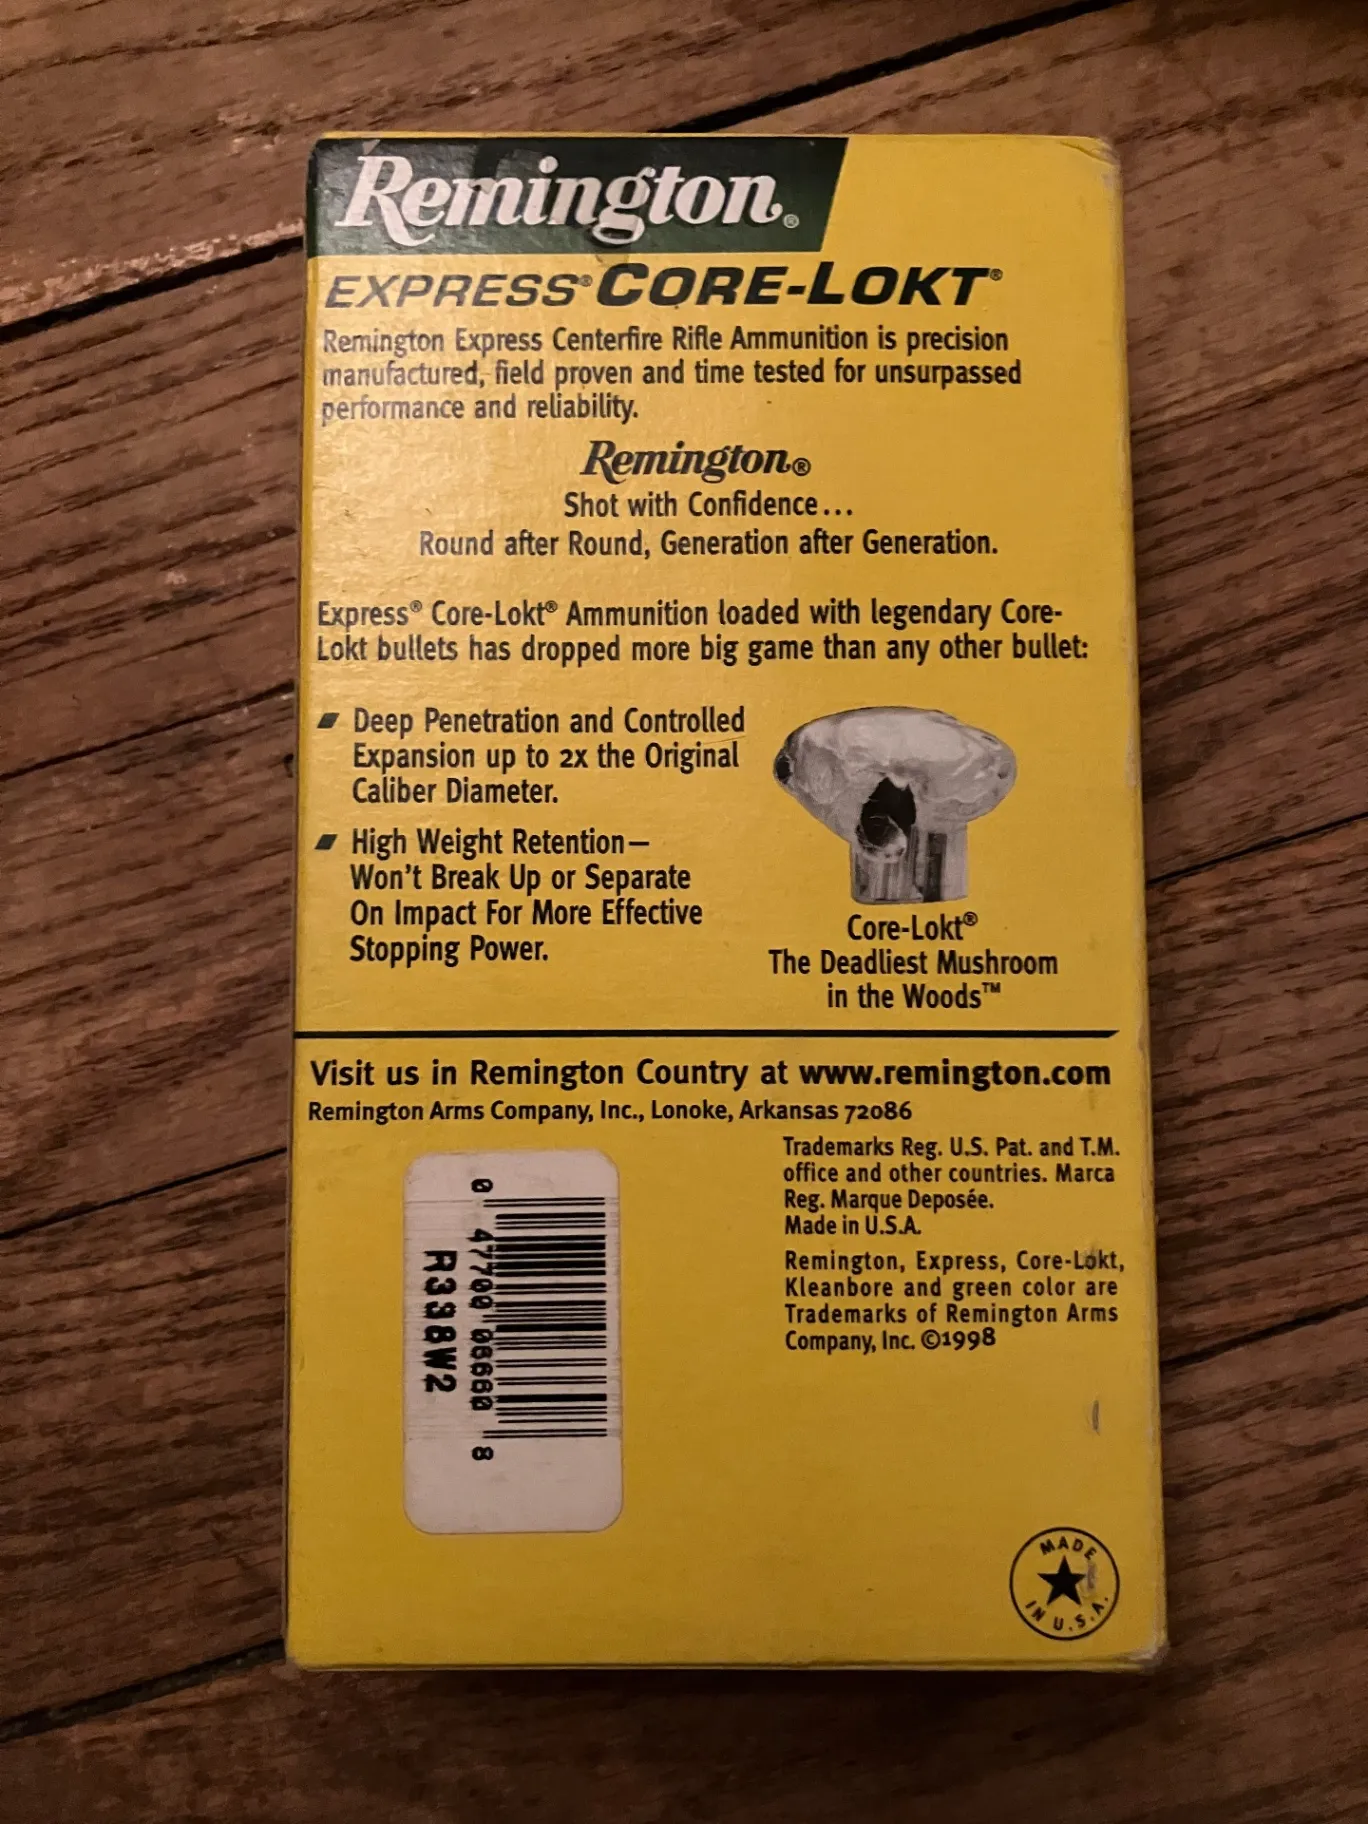 Remington®
EXPRESS® CORE-LOKT®
Remington Express Centerfire Rifle Ammunition is precision
manufactured, field proven and time tested for unsurpassed
performance and reliability.
Remington®
Shot with Confidence...
Round after Round, Generation after Generation.
Express® Core-Lokt® Ammunition loaded with legendary Core-
Lokt bullets has dropped more big game than any other bullet:
Deep Penetration and Controlled
Expansion up to 2x the Original
Caliber Diameter.
High Weight Retention—
Won't Break Up or Separate
On Impact For More Effective
Stopping Power.
Core-Lokt®
The Deadliest Mushroom
in the Woods™
Visit us in Remington Country at www.remington.com
Remington Arms Company, Inc., Lonoke, Arkansas 72086
0 47700 06660 8
R338W2
Trademarks Reg. U.S. Pat. and T.M.
office and other countries. Marca
Reg. Marque Deposée.
Made in U.S.A.
Remington, Express, Core-Lokt,
Kleanbore and green color are
Trademarks of Remington Arms
Company, Inc. ©1998
MADE
IN U.S.A.